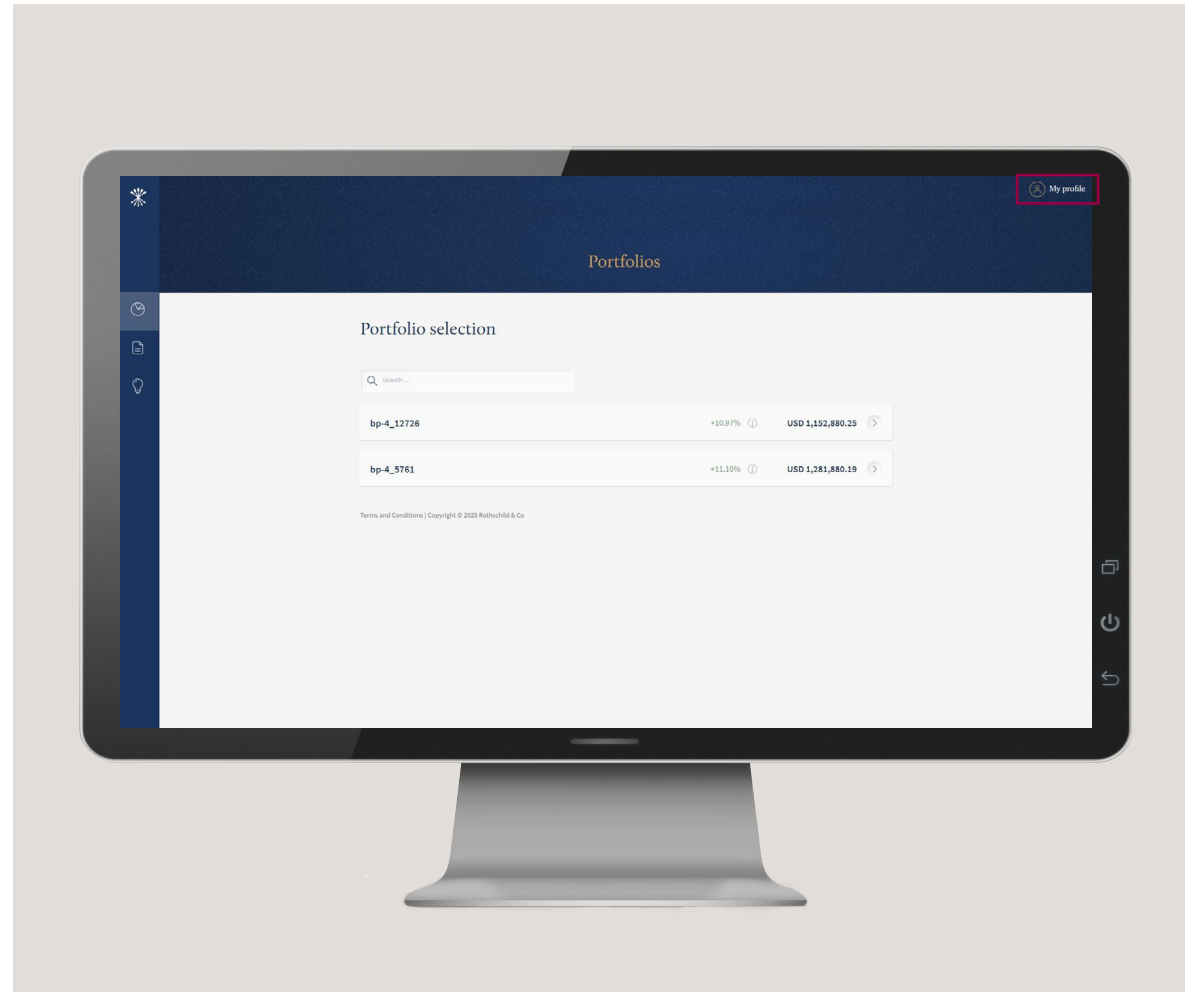 My profile
Portfolios
Portfolio selection
Search ...
bp-4_12726 +10.97% USD 1,152,880.25
bp-4_5761 +11.10% USD 1,281,880.19
Terms and Conditions | Copyright © 2023 Rothschild & Co